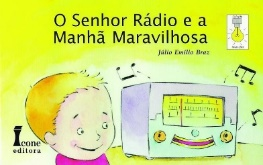 O Senhor Rádio e a
Manhã Maravilhosa
Júlio Emílio Braz
Ícone
editora